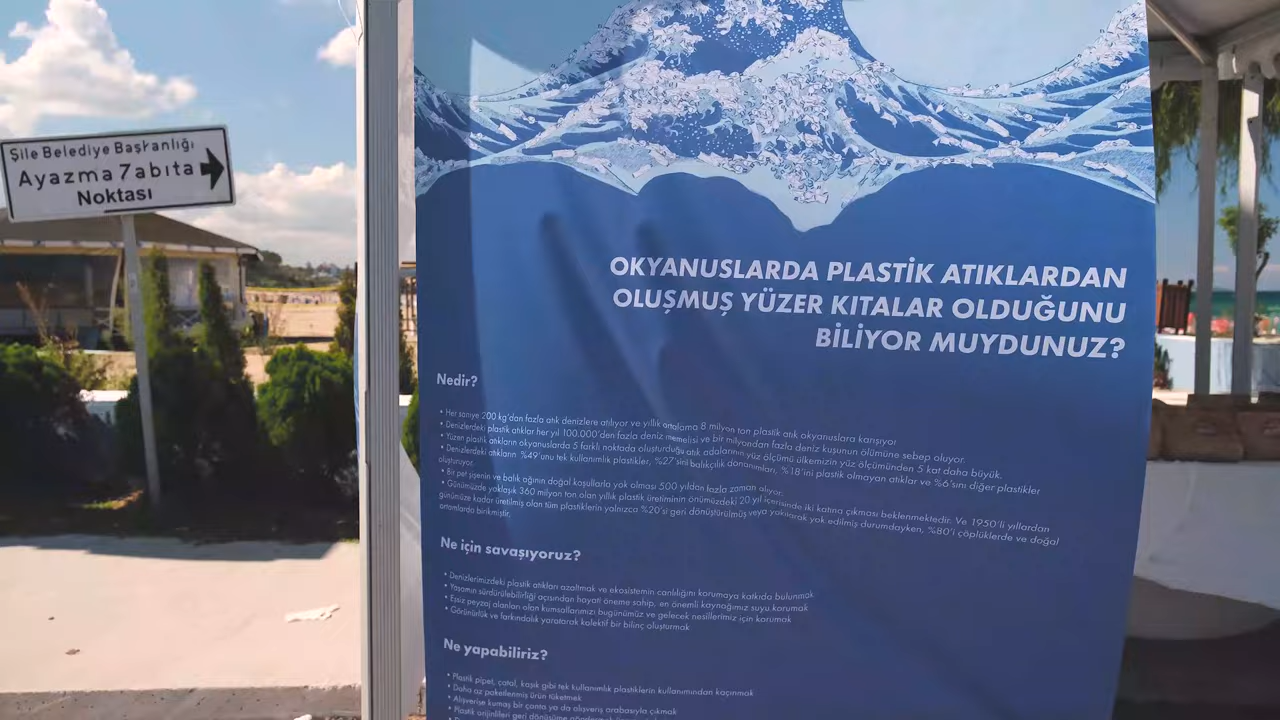 Şile Belediye Başkanlığı
Ayazma Zabıta
Noktası
OKYANUSLARDA PLASTİK ATIKLARDAN
OLUŞMUŞ YÜZER KITALAR OLDUĞUNU
BİLİYOR MUYDUNUZ?
Nedir?
• Her saniye 200 kg'dan fazla atık denizlere atılıyor ve yıllık ortalama 8 milyon ton plastik atık okyanuslara karışıyor
• Denizlerdeki plastik atıklar her yıl 100.000'den fazla deniz memelisi ve bir milyondan fazla deniz kuşunun ölümüne sebep oluyor.
• Yüzen plastik atıkların okyanuslarda 5 farklı noktada oluşturduğu atık adalarının yüz ölçümü ülkemizin yüz ölçümünden 5 kat daha büyük.
• Denizlerdeki atıkların %49'unu tek kullanımlık plastikler, %27'sini balıkçılık donanımları, %18'ini plastik olmayan atıklar ve %6'sını diğer plastikler
oluşturuyor.
• Bir pet şişenin ve balık ağının doğal koşullarla yok olması 500 yıldan fazla zaman alıyor.
• Günümüzde yaklaşık 360 milyon ton olan yıllık plastik üretiminin önümüzdeki 20 yıl içerisinde iki katına çıkması beklenmektedir. Ve 1950'li yıllardan
günümüze kadar üretilmiş olan tüm plastiklerin yalnızca %20'si geri dönüştürülmüş veya yakılarak yok edilmiş durumdayken, %80'i çöplüklerde ve doğal
ortamlarda birikmiştir.
Ne için savaşıyoruz?
• Denizlerimizdeki plastik atıkları azaltmak ve ekosistemin canlılığını korumaya katkıda bulunmak
• Yaşamın sürdürülebilirliği açısından hayati öneme sahip, en önemli kaynağımız suyu korumak
• Eşsiz peyzaj alanları olan kumsallarımızı bugünümüz ve gelecek nesillerimiz için korumak
• Görünürlük ve farkındalık yaratarak kolektif bir bilinç oluşturmak
Ne yapabiliriz?
• Plastik pipet, çatal, kaşık gibi tek kullanımlık plastiklerin kullanımından kaçınmak
• Daha az paketlenmiş ürün tüketmek
• Alışverişe kumaş bir çanta ya da alışveriş arabasıyla çıkmak
• Plastik orijinlileri geri dönüşüme